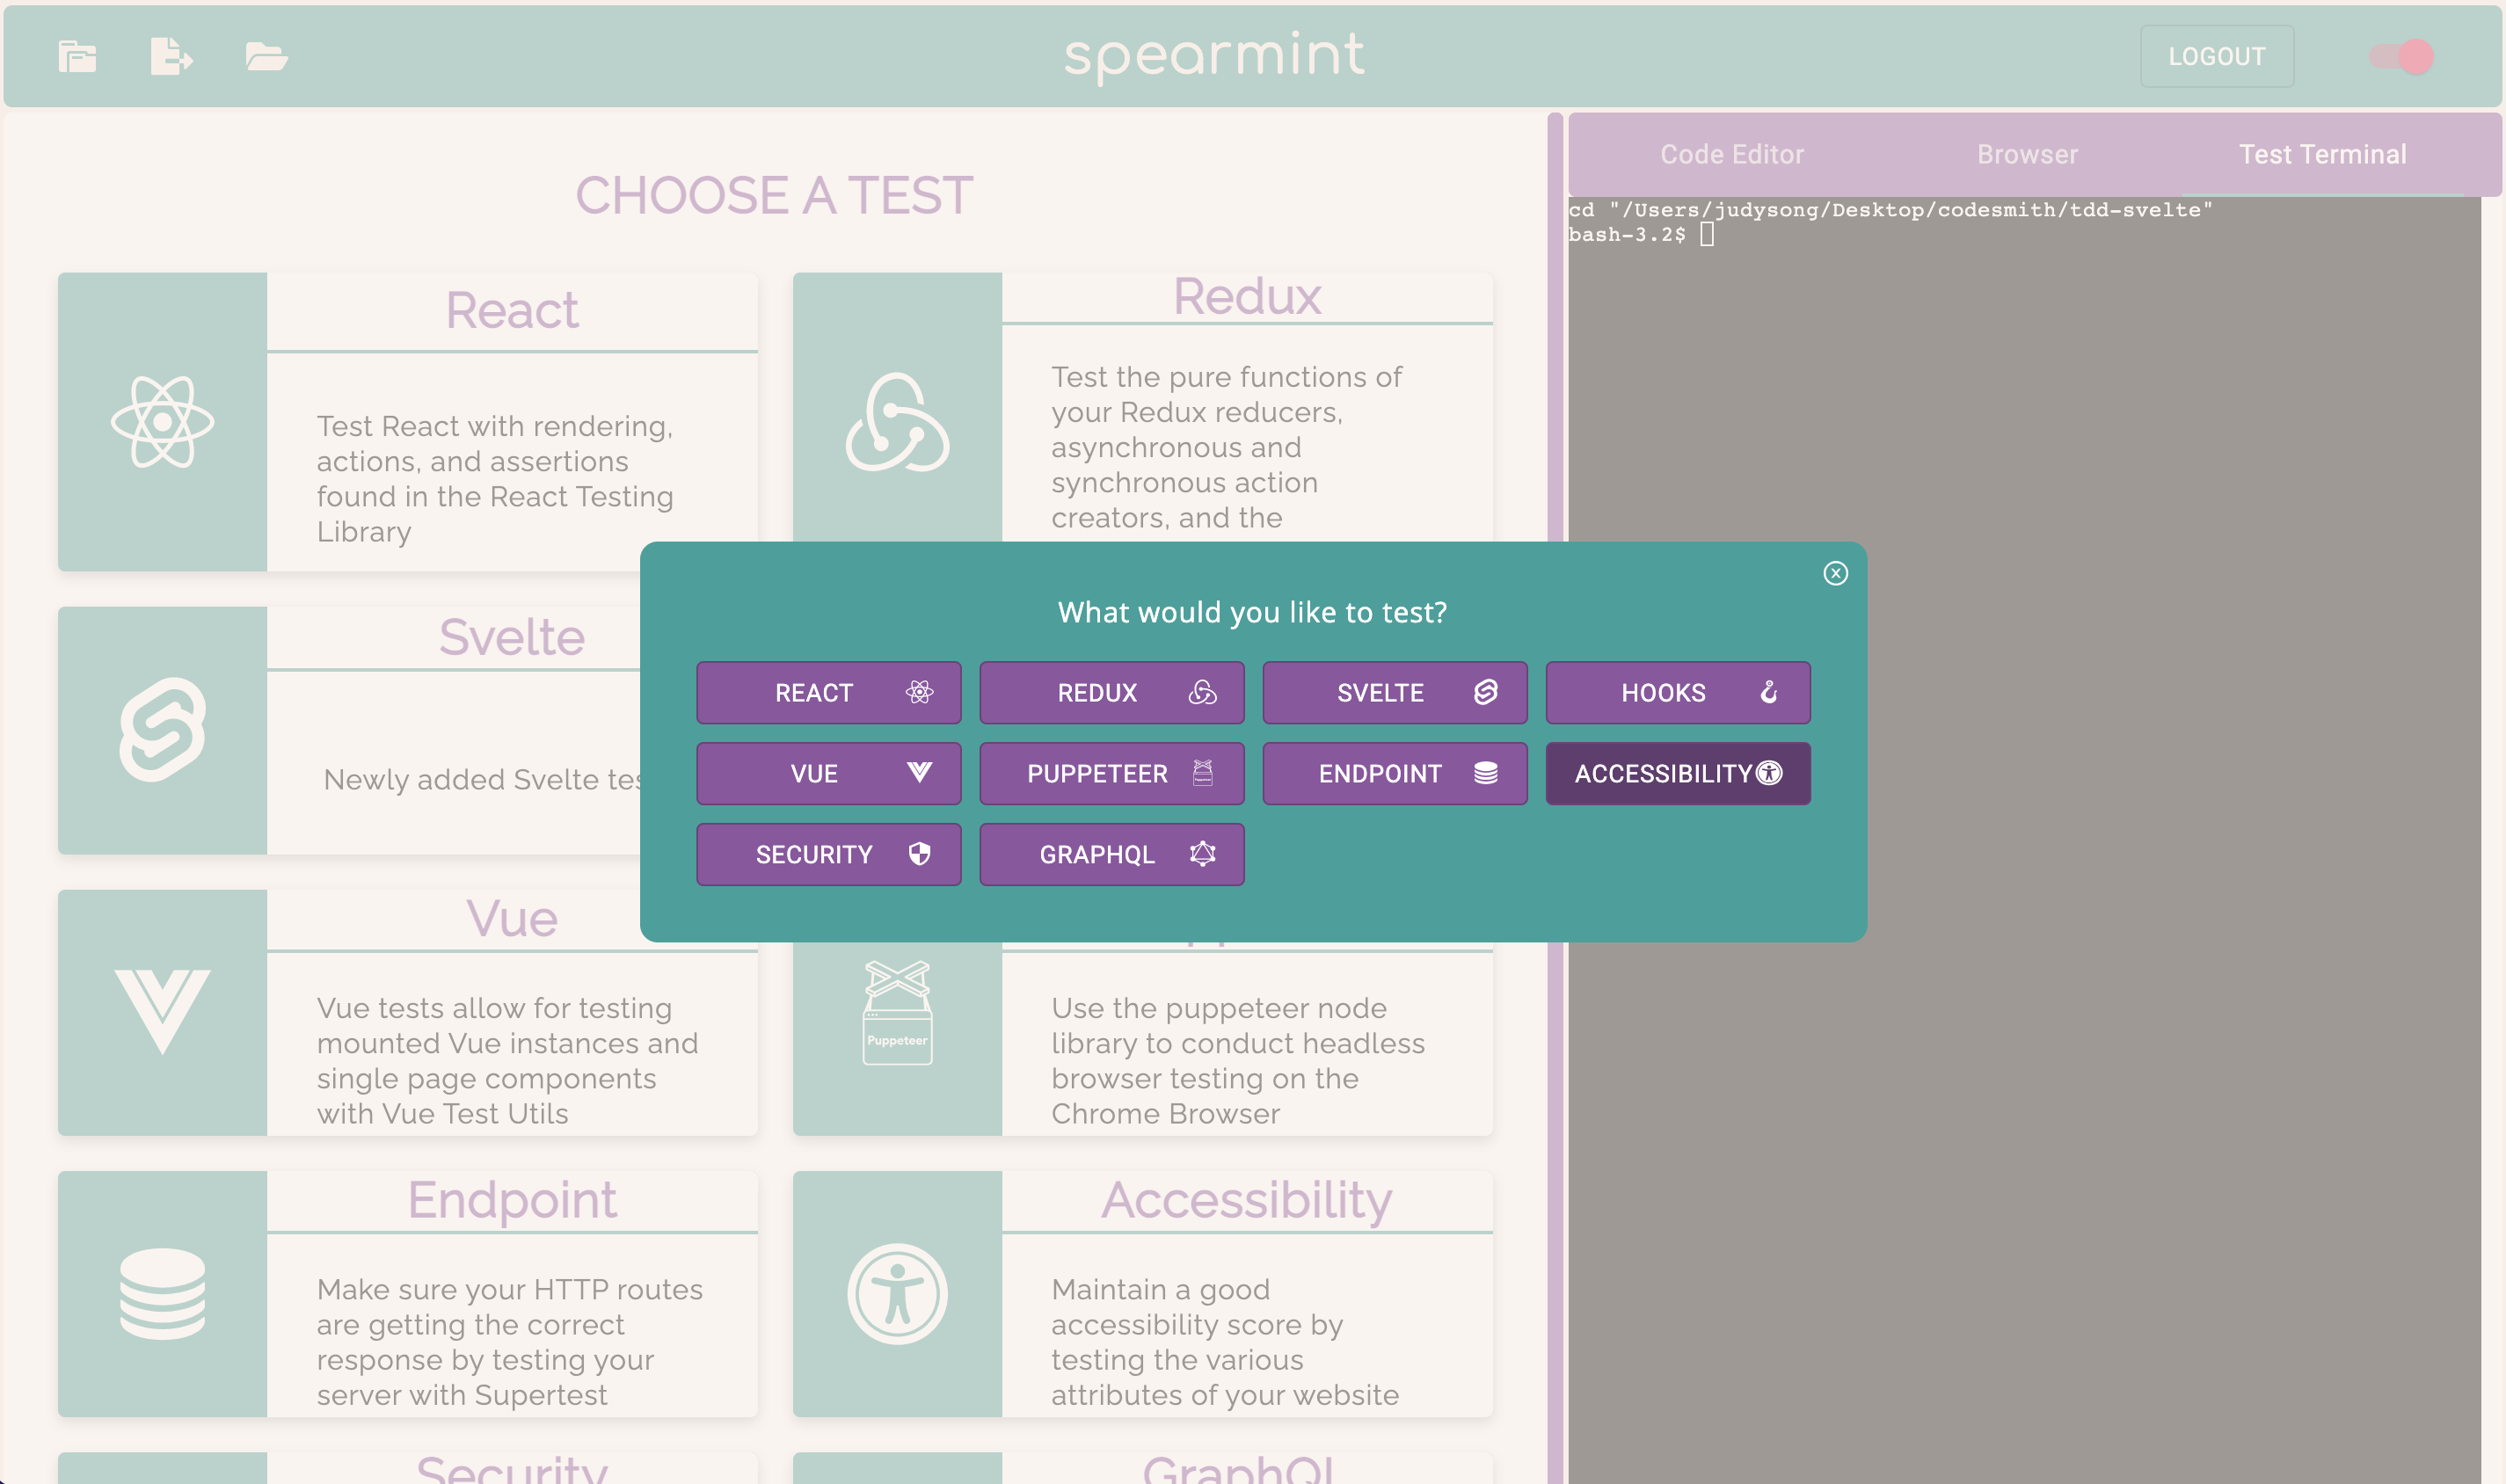 spearmint
LOGOUT
Code Editor
Browser
Test Terminal
cd "/Users/judysong/Desktop/codesmith/tdd-svelte"
bash-3.2$
CHOOSE A TEST
React
Test React with rendering,
actions, and assertions
found in the React Testing
Library
Redux
Test the pure functions of
your Redux reducers,
asynchronous and
synchronous action
creators, and the
What would you like to test?
REACT
REDUX
SVELTE
HOOKS
VUE
PUPPETEER
ENDPOINT
ACCESSIBILITY
SECURITY
GRAPHQL
Svelte
Newly added Svelte tes
Vue
Vue tests allow for testing
mounted Vue instances and
single page components
with Vue Test Utils
Puppeteer
Use the puppeteer node
library to conduct headless
browser testing on the
Chrome Browser
Endpoint
Make sure your HTTP routes
are getting the correct
response by testing your
server with Supertest
Accessibility
Maintain a good
accessibility score by
testing the various
attributes of your website
Security
GraphQL